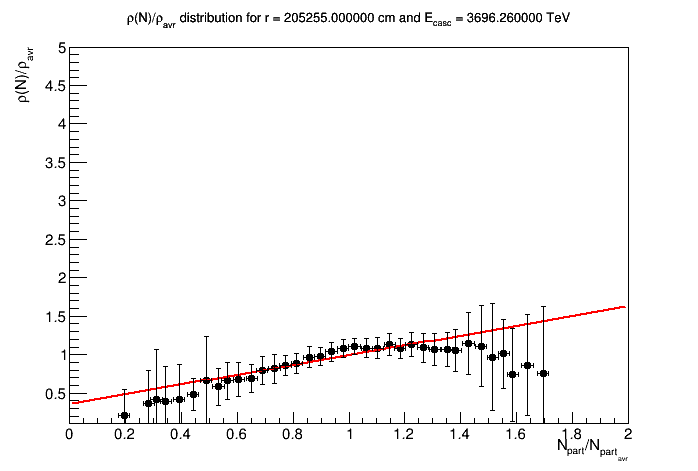 ρ(N)/ρavr distribution for r = 205255.000000 cm and Ecasc = 3696.260000 TeV
ρ(N)/ρavr
5
4.5
4
3.5
3
2.5
2
1.5
1
0.5
0 0.2 0.4 0.6 0.8 1 1.2 1.4 1.6 1.8 2
Npart/Npartavr